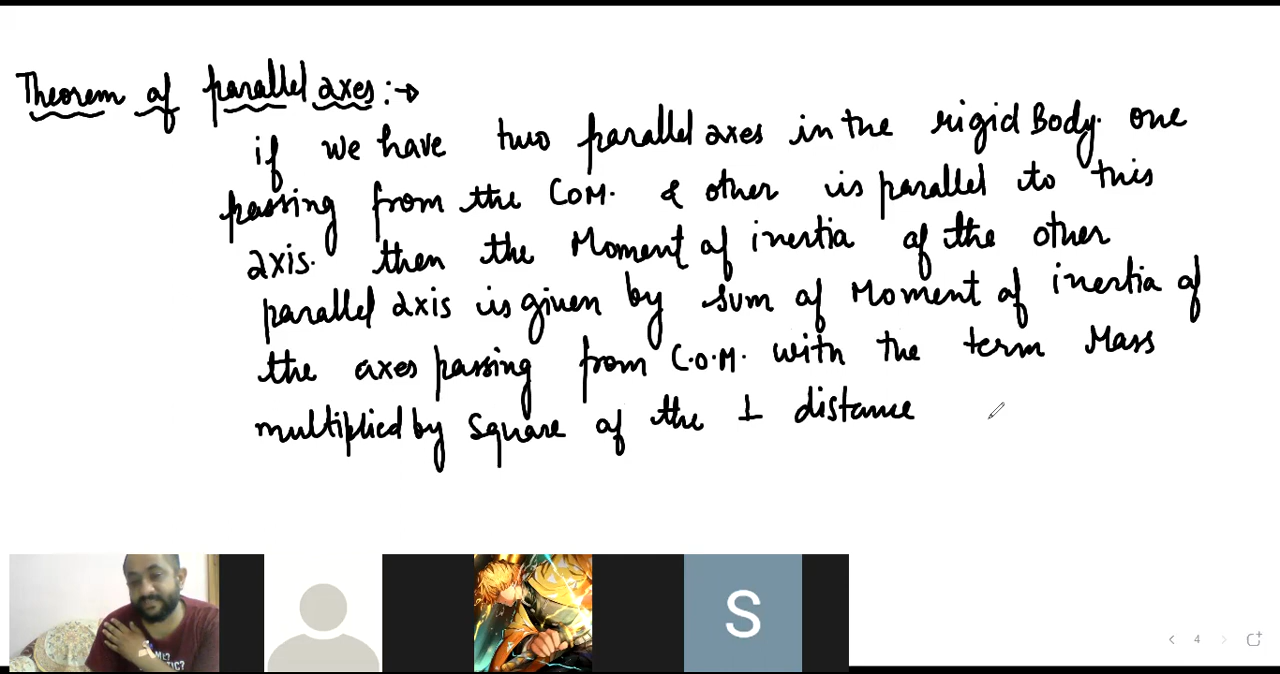 Theorem of parallel axes :→
if we have two parallel axes in the rigid Body. one
passing from the COM. & other is parallel to this
axis. then the Moment of inertia of the other
parallel axis is given by sum of Moment of inertia of
the axes passing from C.O.M. with the term Mass
multiplied by square of the ⊥ distance
S
< 4 >